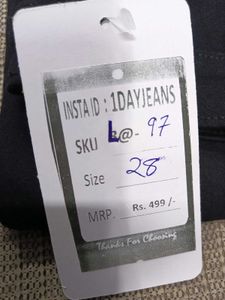 INSTA ID : 1DAYJEANS
SKU L @- 97
Size 28
MRP. Rs. 499 /-
Thanks For Choosing